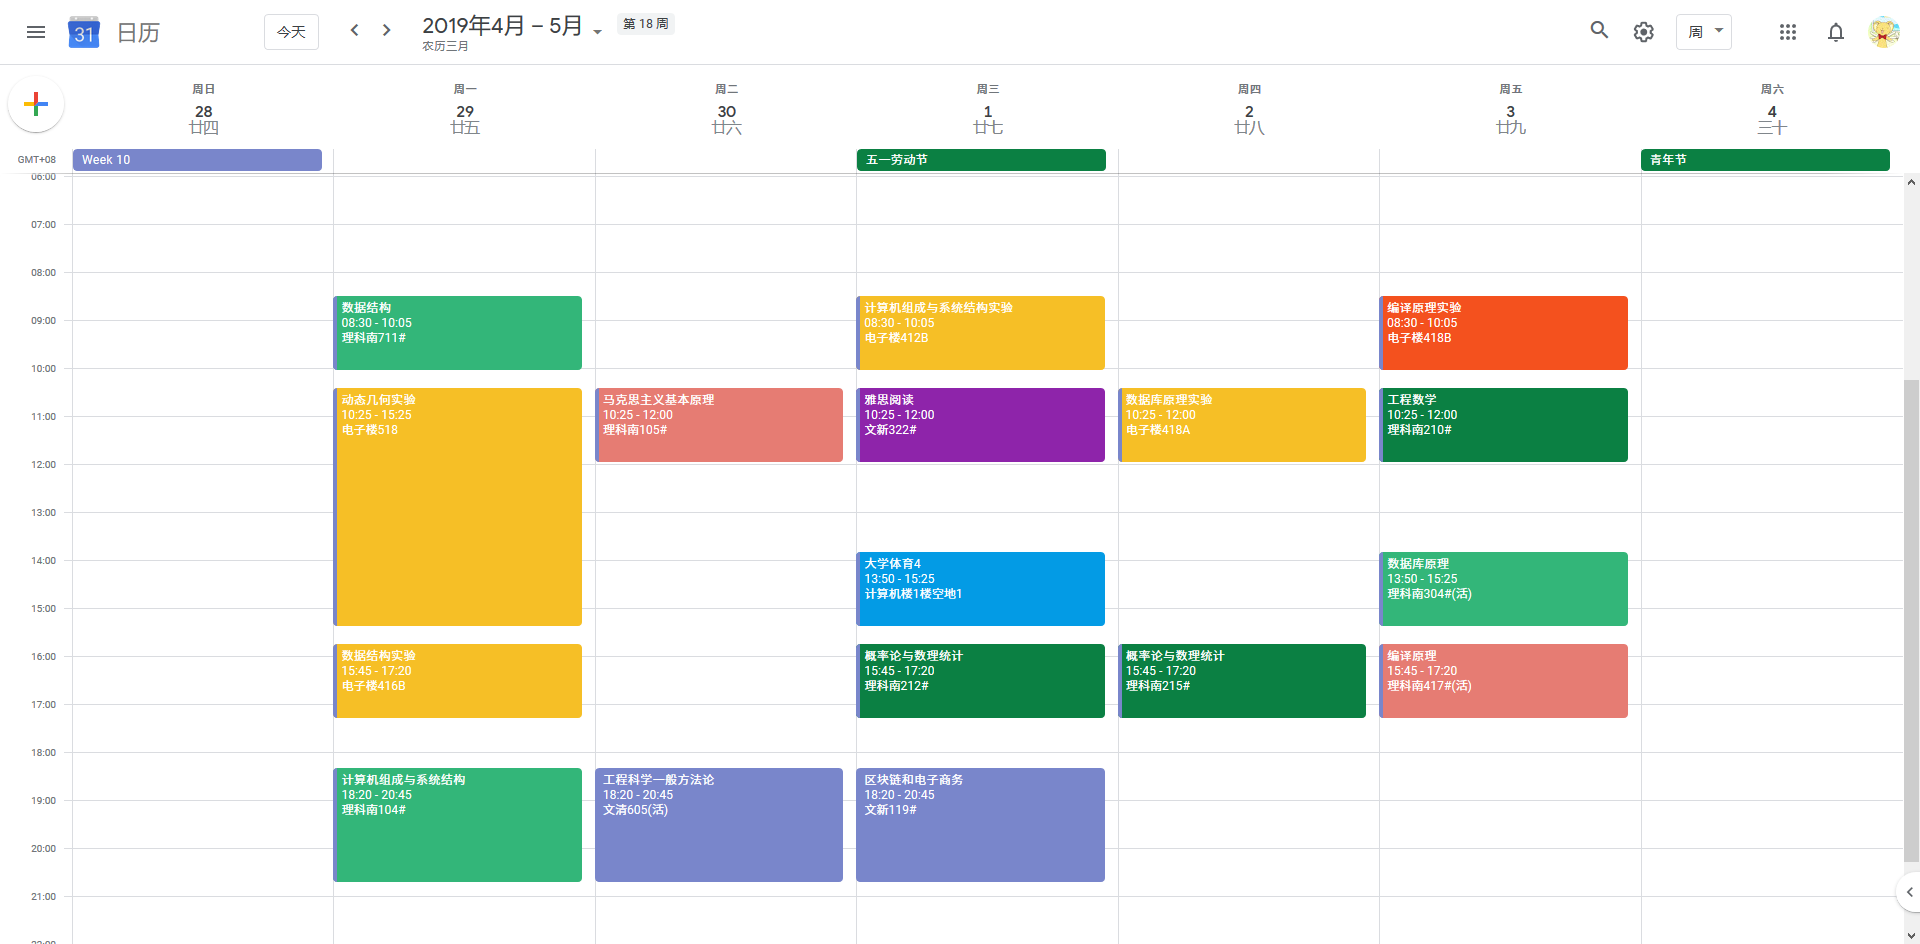 31
日历
今天
2019年4月 – 5月
农历三月
第 18 周
周
周日
28
廿四
周一
29
廿五
周二
30
廿六
周三
1
廿七
周四
2
廿八
周五
3
廿九
周六
4
三十
GMT+08
Week 10
五一劳动节
青年节
06:00
07:00
08:00
09:00
10:00
11:00
12:00
13:00
14:00
15:00
16:00
17:00
18:00
19:00
20:00
21:00
数据结构
08:30 - 10:05
理科南711#
动态几何实验
10:25 - 15:25
电子楼518
数据结构实验
15:45 - 17:20
电子楼416B
计算机组成与系统结构
18:20 - 20:45
理科南104#
马克思主义基本原理
10:25 - 12:00
理科南105#
工程科学一般方法论
18:20 - 20:45
文清605(活)
计算机组成与系统结构实验
08:30 - 10:05
电子楼412B
雅思阅读
10:25 - 12:00
文新322#
大学体育4
13:50 - 15:25
计算机楼1楼空地1
概率论与数理统计
15:45 - 17:20
理科南212#
区块链和电子商务
18:20 - 20:45
文新119#
数据库原理实验
10:25 - 12:00
电子楼418A
概率论与数理统计
15:45 - 17:20
理科南215#
编译原理实验
08:30 - 10:05
电子楼418B
工程数学
10:25 - 12:00
理科南210#
数据库原理
13:50 - 15:25
理科南304#(活)
编译原理
15:45 - 17:20
理科南417#(活)